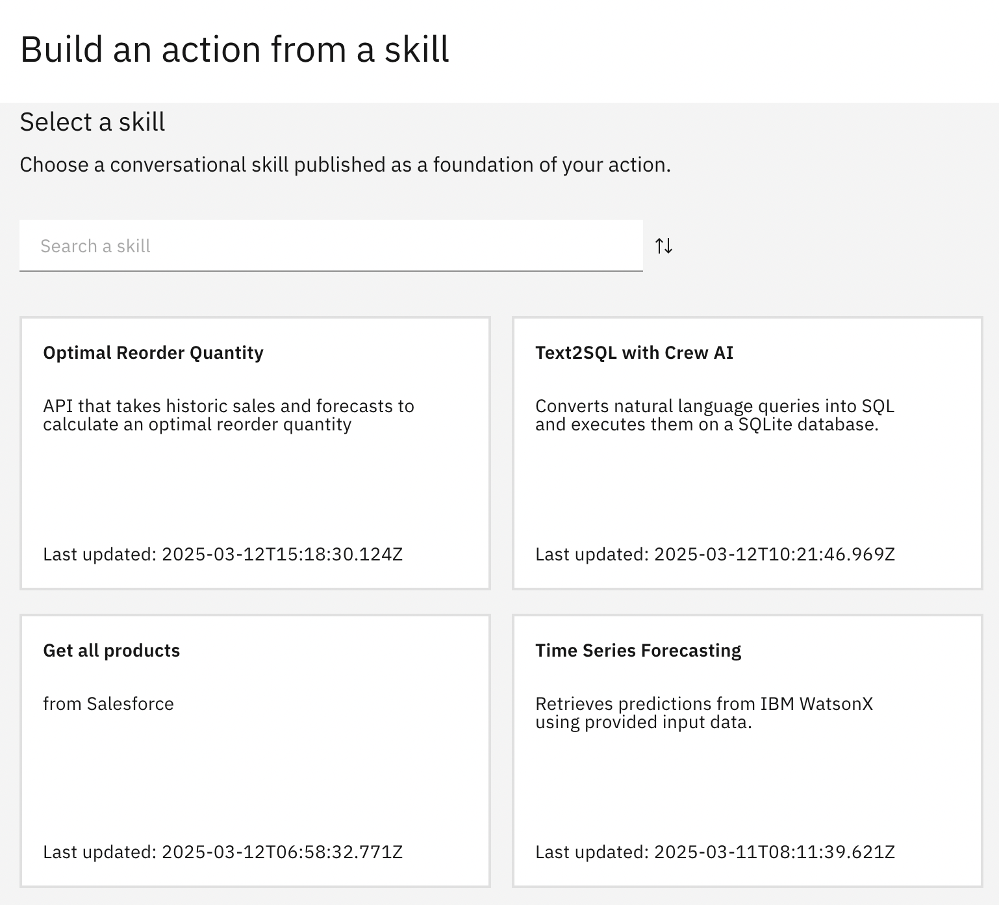 Build an action from a skill
Select a skill
Choose a conversational skill published as a foundation of your action.
Search a skill
Optimal Reorder Quantity
API that takes historic sales and forecasts to
calculate an optimal reorder quantity
Last updated: 2025-03-12T15:18:30.124Z
Text2SQL with Crew AI
Converts natural language queries into SQL
and executes them on a SQLite database.
Last updated: 2025-03-12T10:21:46.969Z
Get all products
from Salesforce
Last updated: 2025-03-12T06:58:32.771Z
Time Series Forecasting
Retrieves predictions from IBM WatsonX
using provided input data.
Last updated: 2025-03-11T08:11:39.621Z